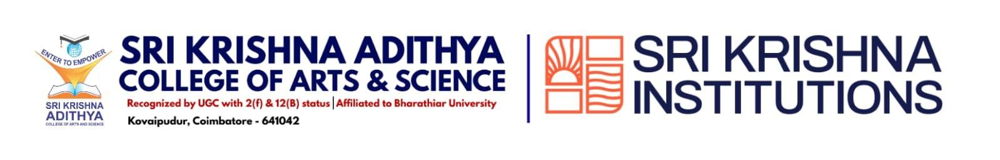 ENTER TO EMPOWER
SRI KRISHNA
ADITHYA
COLLEGE OF ARTS AND SCIENCE
SRI KRISHNA ADITHYA
COLLEGE OF ARTS & SCIENCE
Recognized by UGC with 2(f) & 12(B) status | Affiliated to Bharathiar University
Kovaipudur, Coimbatore - 641042
SRI KRISHNA
INSTITUTIONS